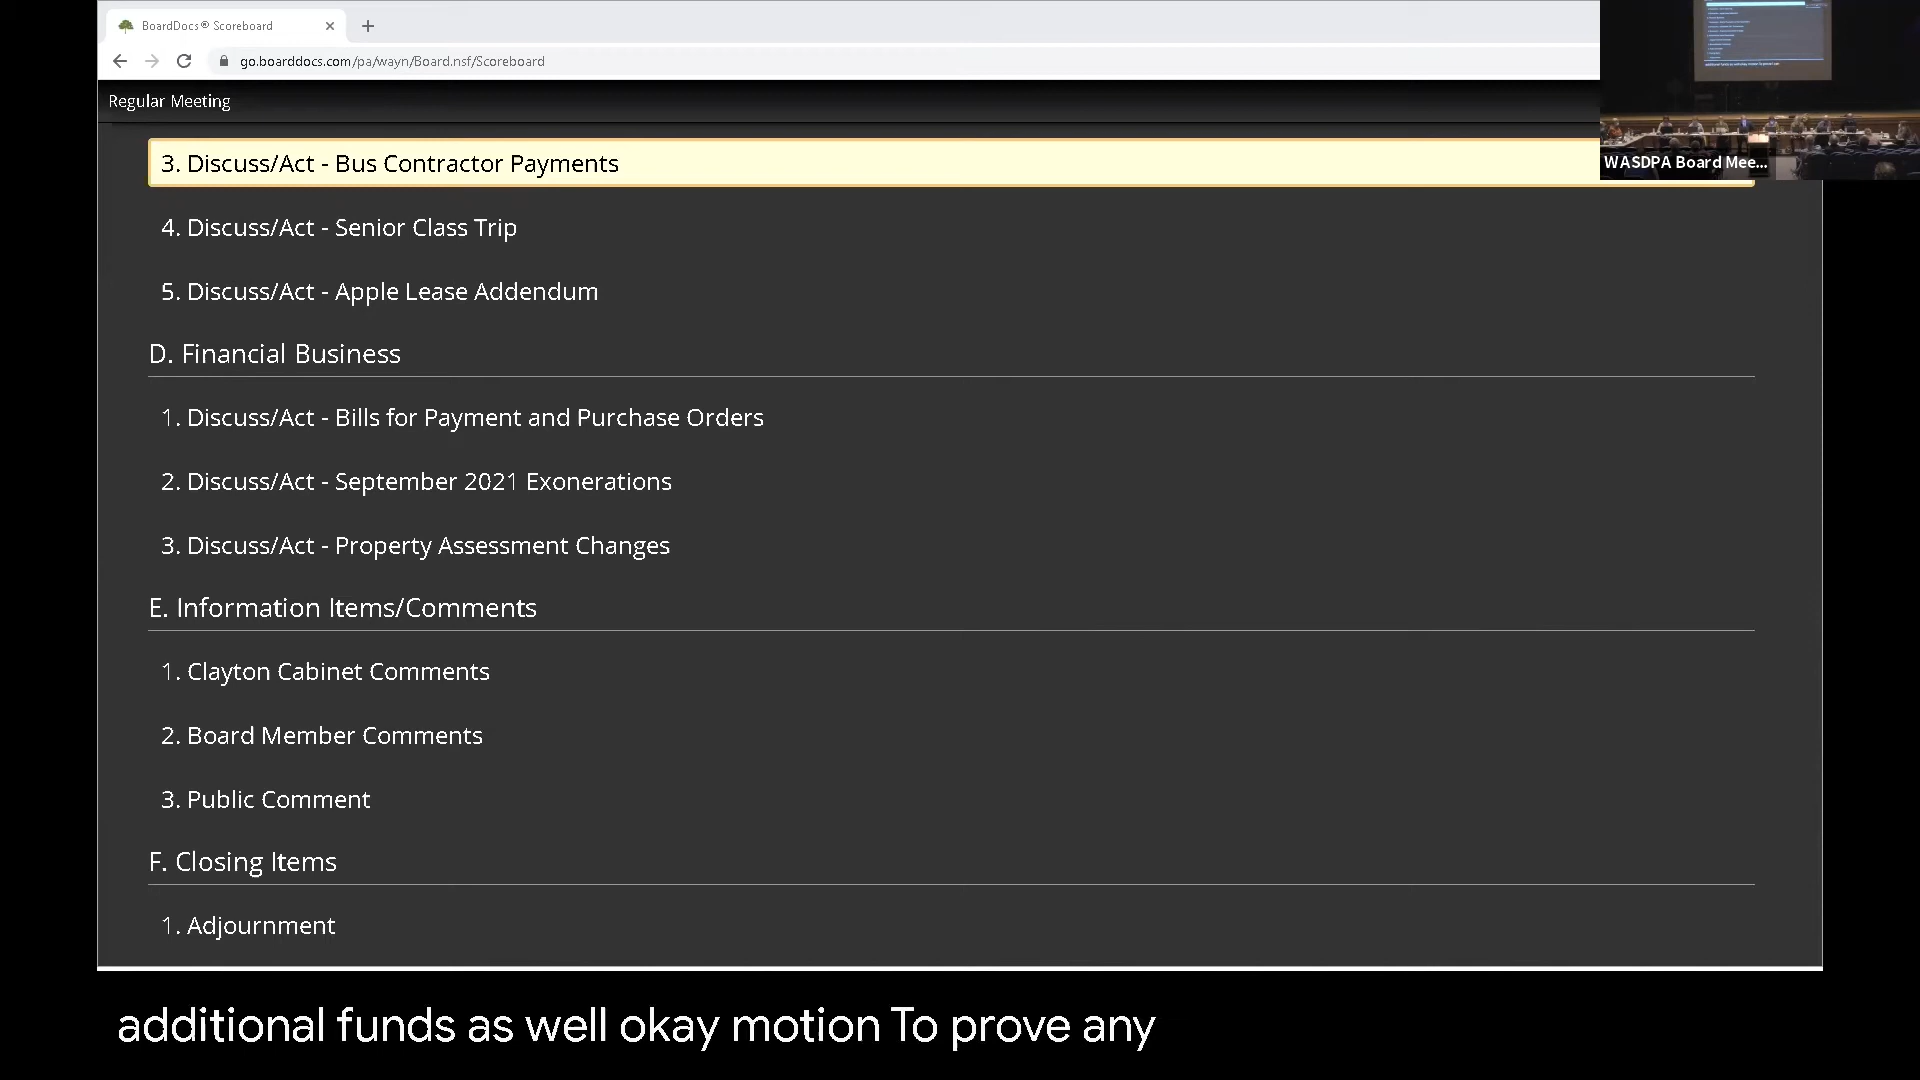 BoardDocs® Scoreboard
go.boarddocs.com/pa/wayn/Board.nsf/Scoreboard
Regular Meeting
3. Discuss/Act - Bus Contractor Payments
WASDPA Board Mee...
4. Discuss/Act - Senior Class Trip
5. Discuss/Act - Apple Lease Addendum
D. Financial Business
1. Discuss/Act - Bills for Payment and Purchase Orders
2. Discuss/Act - September 2021 Exonerations
3. Discuss/Act - Property Assessment Changes
E. Information Items/Comments
1. Clayton Cabinet Comments
2. Board Member Comments
3. Public Comment
F. Closing Items
1. Adjournment
additional funds as well okay motion To prove any